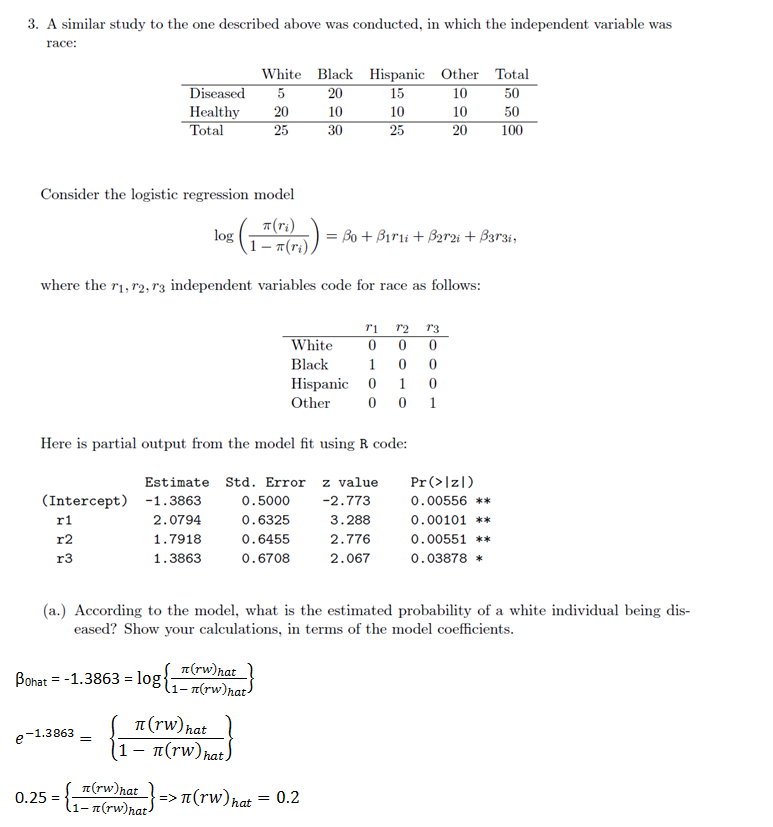 3. A similar study to the one described above was conducted, in which the independent variable was
race:
White Black Hispanic Other Total
Diseased 5 20 15 10 50
Healthy 20 10 10 10 50
Total 25 30 25 20 100
Consider the logistic regression model
log ( π(rᵢ) / 1 − π(rᵢ) ) = β₀ + β₁r₁ᵢ + β₂r₂ᵢ + β₃r₃ᵢ,
where the r₁, r₂, r₃ independent variables code for race as follows:
r₁ r₂ r₃
White 0 0 0
Black 1 0 0
Hispanic 0 1 0
Other 0 0 1
Here is partial output from the model fit using R code:
Estimate Std. Error z value Pr(>|z|)
(Intercept) -1.3863 0.5000 -2.773 0.00556 **
r1 2.0794 0.6325 3.288 0.00101 **
r2 1.7918 0.6455 2.776 0.00551 **
r3 1.3863 0.6708 2.067 0.03878 *
(a.) According to the model, what is the estimated probability of a white individual being dis-
eased? Show your calculations, in terms of the model coefficients.
β0hat = -1.3863 = log{ π(rw)hat / 1− π(rw)hat }
e^−1.3863 = { π(rw)hat / 1 − π(rw)hat }
0.25 = { π(rw)hat / 1− π(rw)hat } => π(rw)hat = 0.2